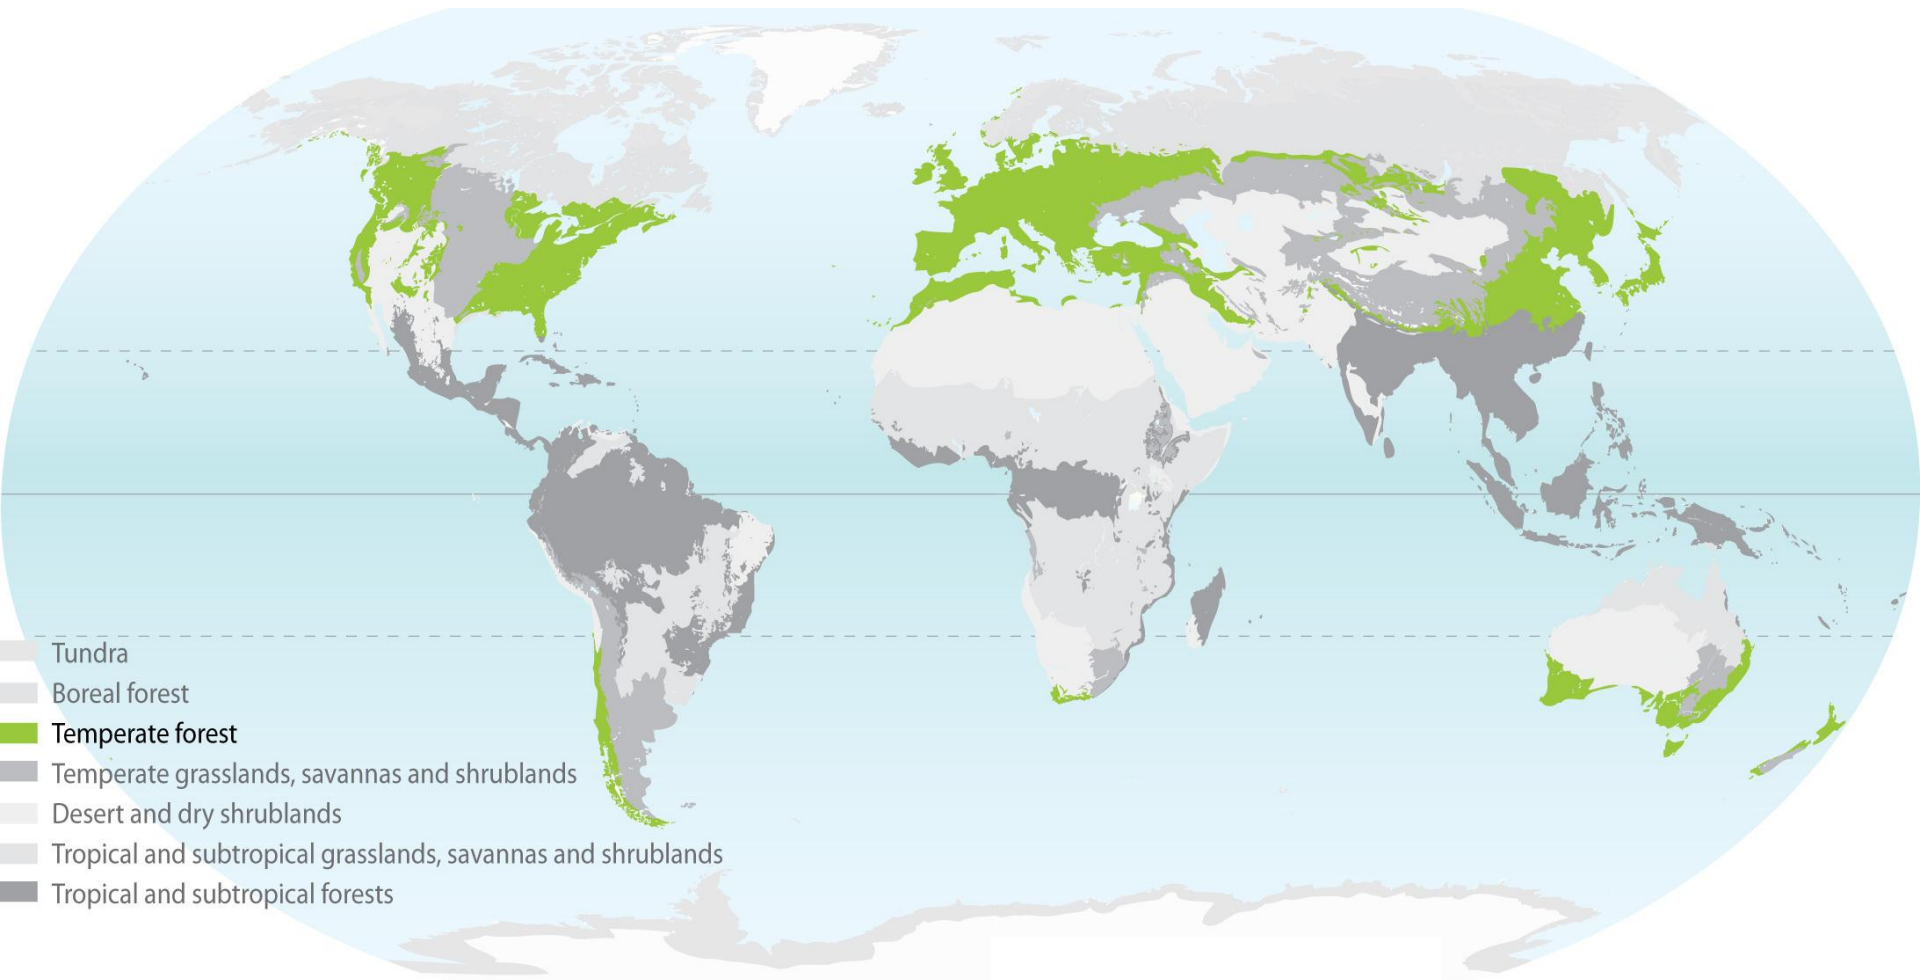 Tundra
Boreal forest
Temperate forest
Temperate grasslands, savannas and shrublands
Desert and dry shrublands
Tropical and subtropical grasslands, savannas and shrublands
Tropical and subtropical forests